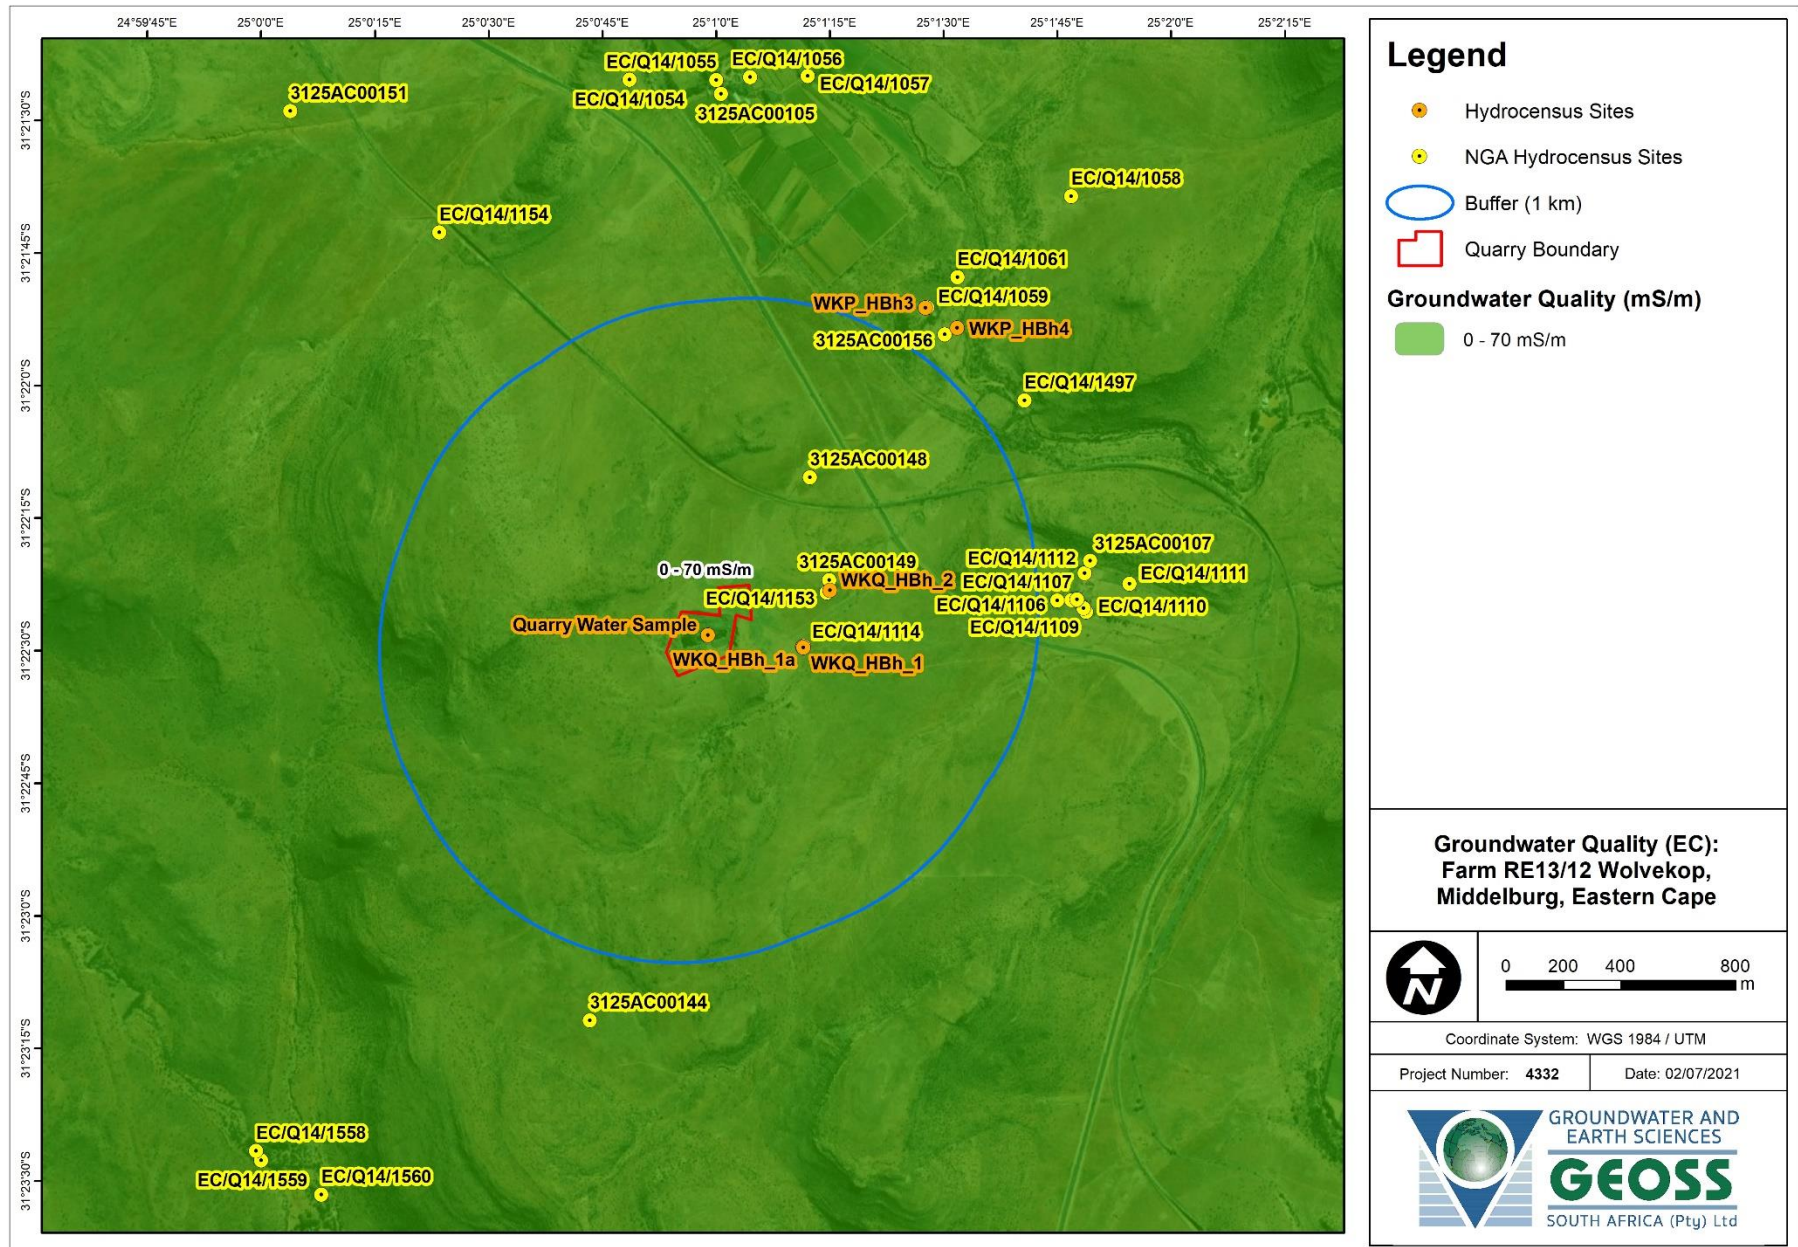 24°59'45"E 25°0'0"E 25°0'15"E 25°0'30"E 25°0'45"E 25°1'0"E 25°1'15"E 25°1'30"E 25°1'45"E 25°2'0"E 25°2'15"E
31°21'30"S
31°21'45"S
31°22'0"S
31°22'15"S
31°22'30"S
31°22'45"S
31°23'0"S
31°23'15"S
31°23'30"S
EC/Q14/1055
EC/Q14/1056
EC/Q14/1054
EC/Q14/1057
3125AC00151
3125AC00105
EC/Q14/1058
EC/Q14/1154
EC/Q14/1061
WKP_HBh3
EC/Q14/1059
3125AC00156
WKP_HBh4
EC/Q14/1497
3125AC00148
3125AC00107
EC/Q14/1112
0 - 70 mS/m
3125AC00149
EC/Q14/1111
WKQ_HBh_2
EC/Q14/1107
EC/Q14/1153
EC/Q14/1106
EC/Q14/1110
Quarry Water Sample
EC/Q14/1114
EC/Q14/1109
WKQ_HBh_1a
WKQ_HBh_1
3125AC00144
EC/Q14/1558
EC/Q14/1559
EC/Q14/1560
Legend
Hydrocensus Sites
NGA Hydrocensus Sites
Buffer (1 km)
Quarry Boundary
Groundwater Quality (mS/m)
0 - 70 mS/m
Groundwater Quality (EC):
Farm RE13/12 Wolvekop,
Middelburg, Eastern Cape
N
0 200 400 800
m
Coordinate System: WGS 1984 / UTM
Project Number: 4332
Date: 02/07/2021
GROUNDWATER AND
EARTH SCIENCES
GEOSS
SOUTH AFRICA (Pty) Ltd